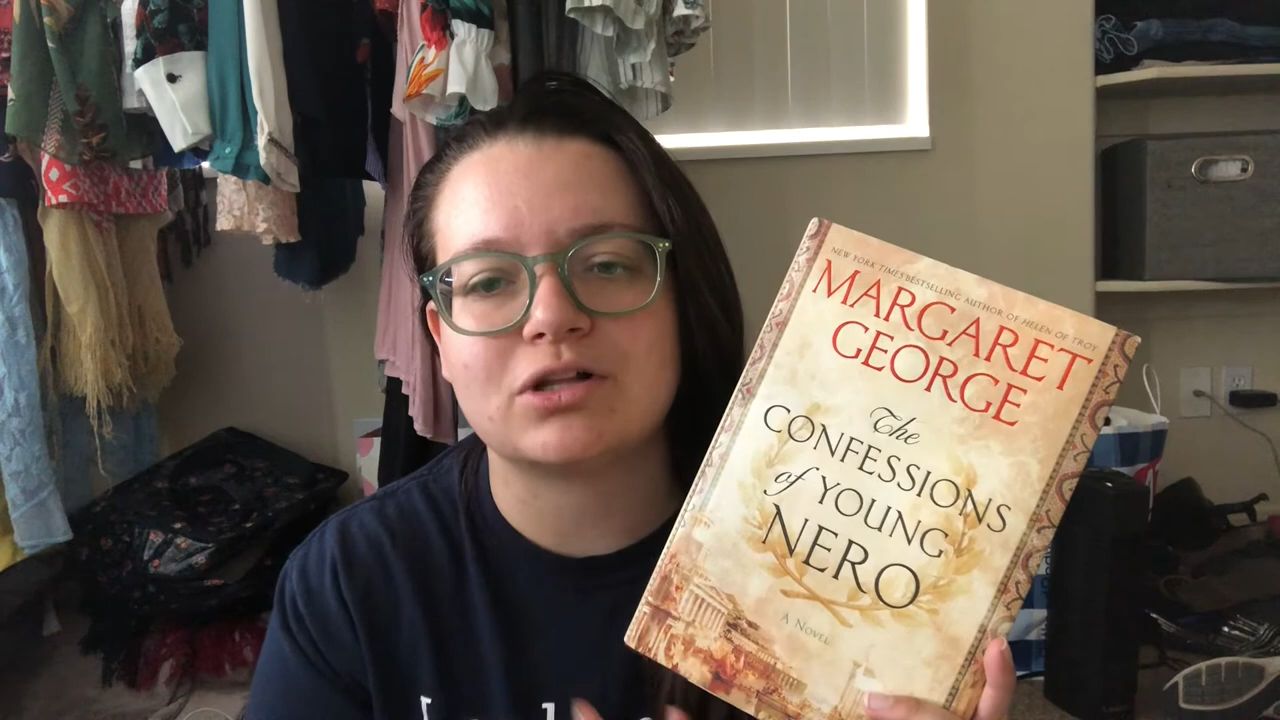 NEW YORK TIMES BESTSELLING AUTHOR OF HELEN OF TROY
MARGARET
GEORGE
The
CONFESSIONS
of YOUNG
NERO
A NOVEL